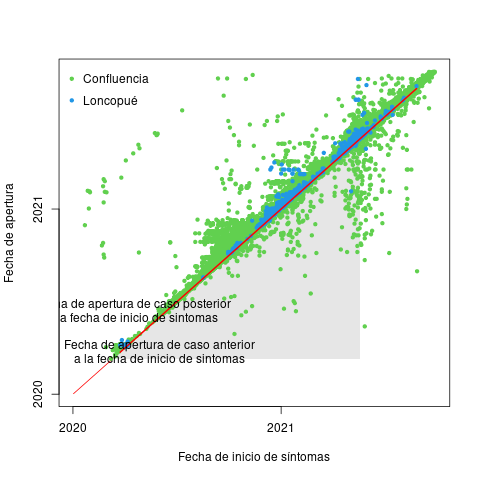 Confluencia
Loncopué
Fecha de apertura
2021
2020
a de apertura de caso posterior
a fecha de inicio de síntomas
Fecha de apertura de caso anterior
a la fecha de inicio de síntomas
2020
2021
Fecha de inicio de síntomas